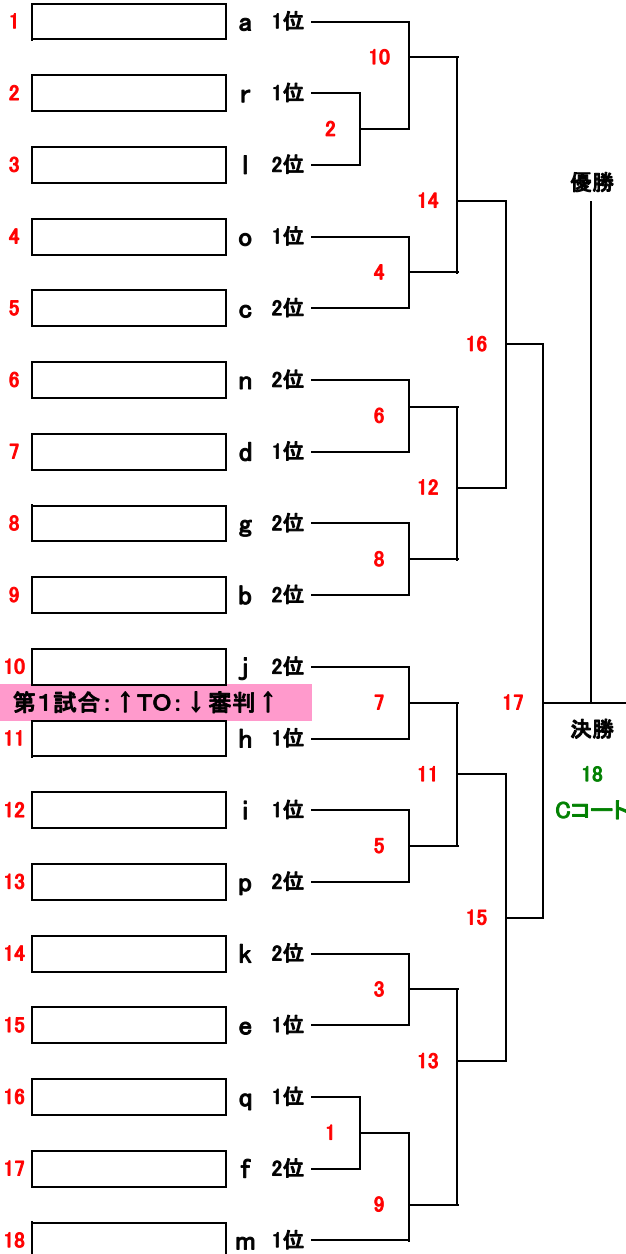 1 a 1位
10
2 r 1位
2
3 l 2位
優勝
14
4 o 1位
4
5 c 2位
16
6 n 2位
6
7 d 1位
12
8 g 2位
8
9 b 2位
10 j 2位
第1試合:↑TO:↓審判↑
7
17
決勝
11 h 1位
11
18
12 i 1位
Cコート
5
13 p 2位
15
14 k 2位
3
15 e 1位
13
16 q 1位
1
17 f 2位
9
18 m 1位